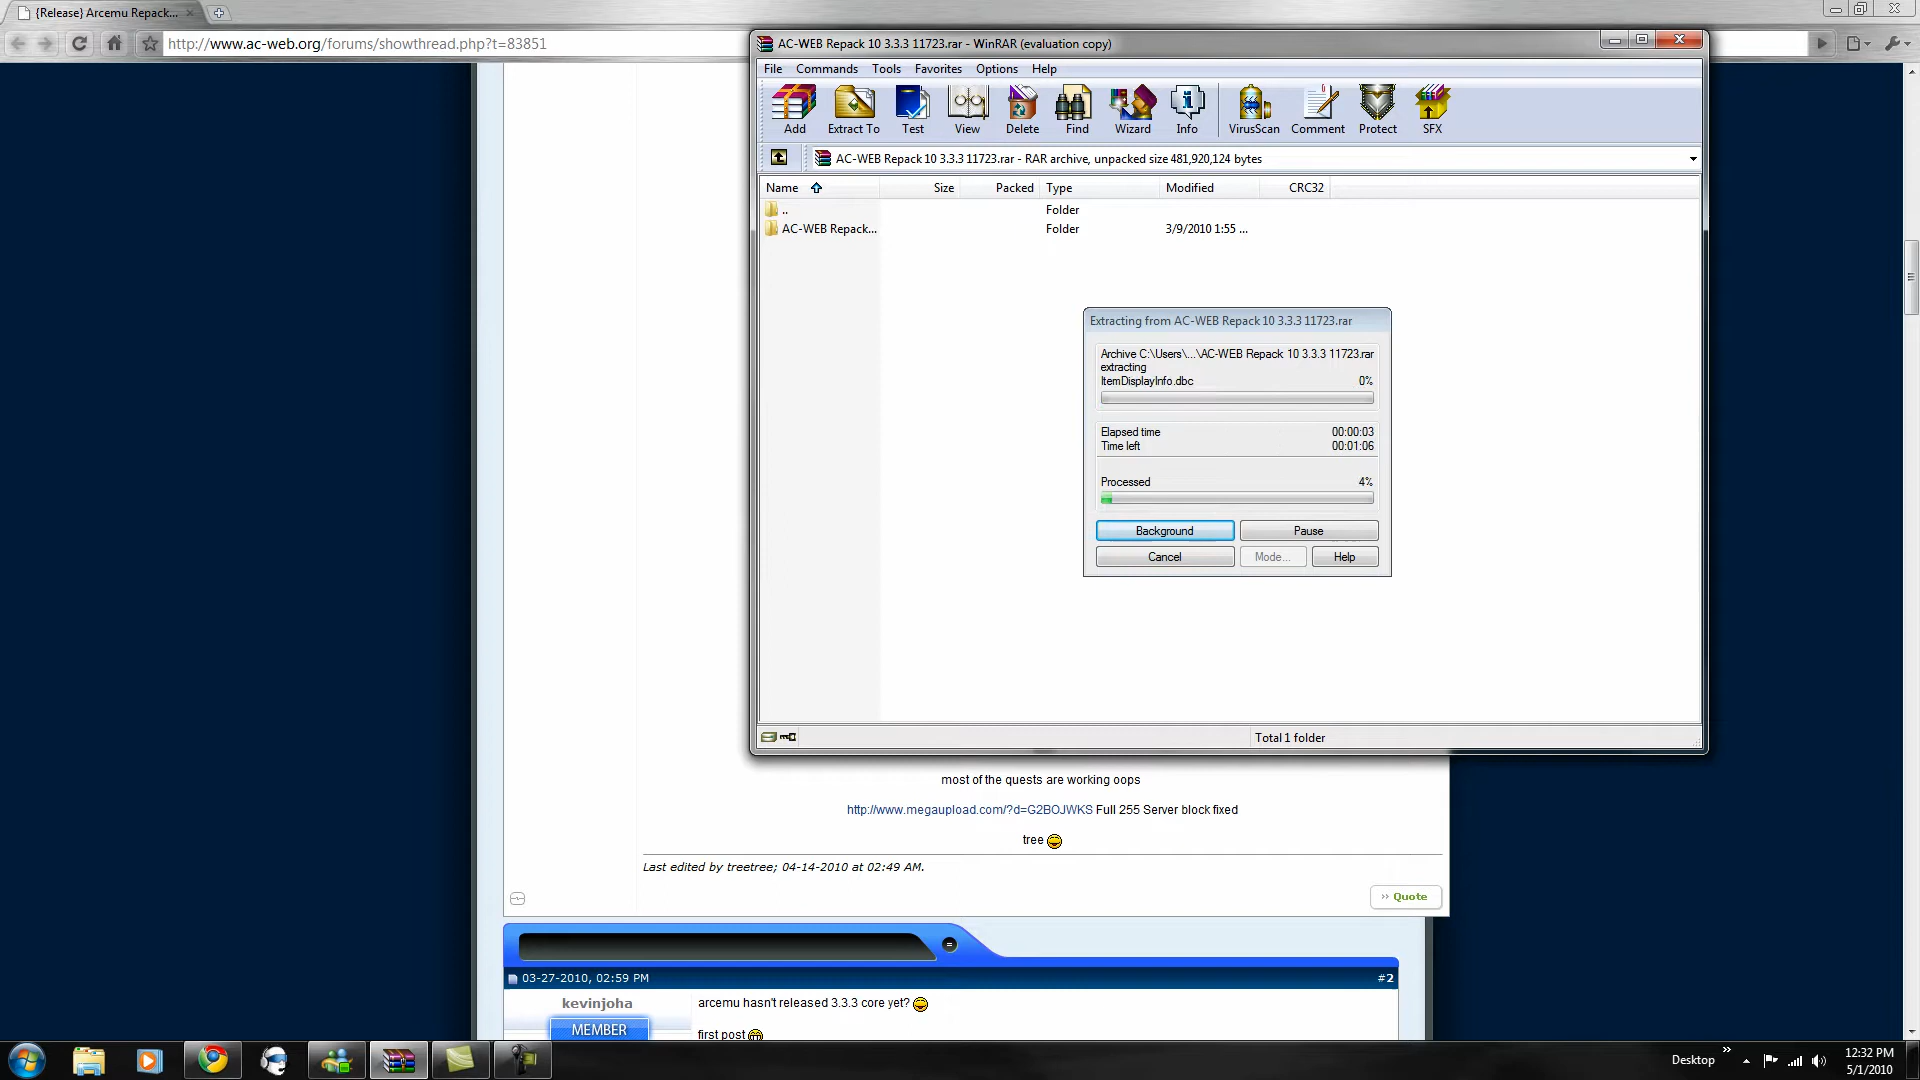 {Release} Arcemu Repack...
http://www.ac-web.org/forums/showthread.php?t=83851
AC-WEB Repack 10 3.3.3 11723.rar - WinRAR (evaluation copy)
File Commands Tools Favorites Options Help
Add Extract To Test View Delete Find Wizard Info VirusScan Comment Protect SFX
AC-WEB Repack 10 3.3.3 11723.rar - RAR archive, unpacked size 481,920,124 bytes
Name Size Packed Type Modified CRC32
.. Folder
AC-WEB Repack... Folder 3/9/2010 1:55 ...
Extracting from AC-WEB Repack 10 3.3.3 11723.rar
Archive C:\Users\...\AC-WEB Repack 10 3.3.3 11723.rar
extracting
ItemDisplayInfo.dbc 0%
Elapsed time 00:00:03
Time left 00:01:06
Processed 4%
Background Pause
Cancel Mode... Help
Total 1 folder
most of the quests are working oops
http://www.megaupload.com/?d=G2BOJWKS Full 255 Server block fixed
tree
Last edited by treetree; 04-14-2010 at 02:49 AM.
Quote
03-27-2010, 02:59 PM #2
kevinjoha
arcemu hasn't released 3.3.3 core yet?
MEMBER
first post
Desktop
12:32 PM
5/1/2010